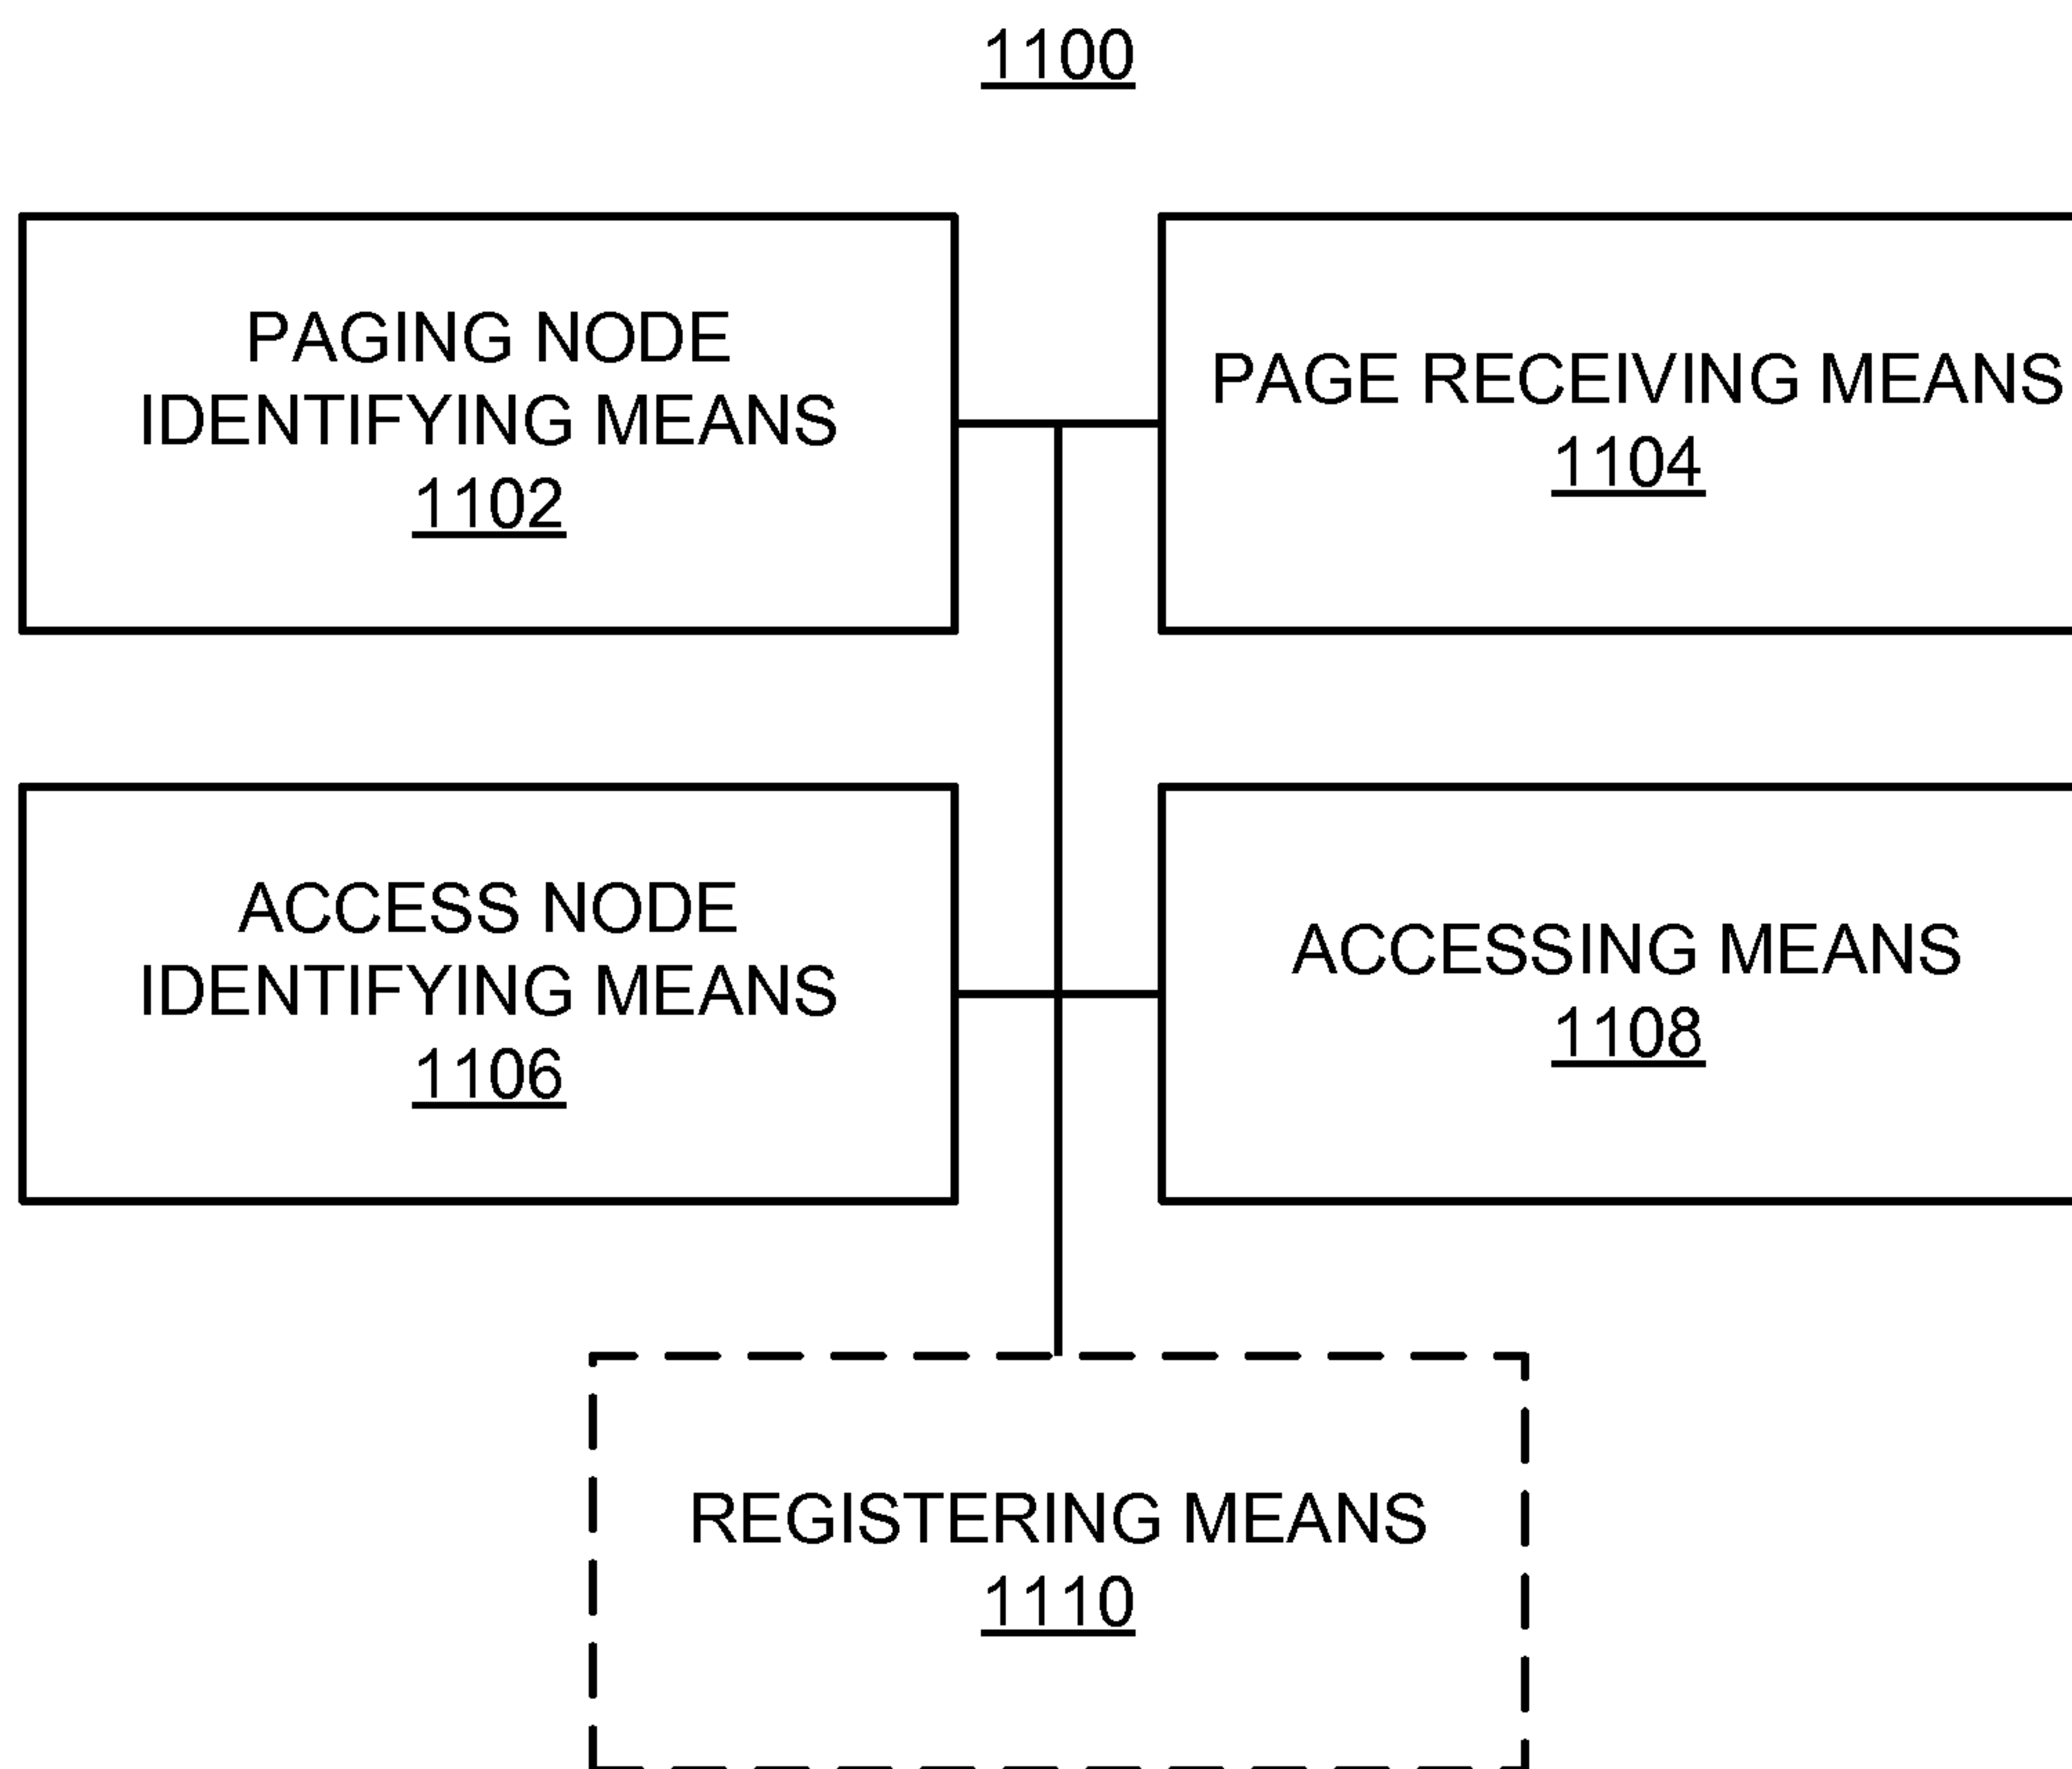 1100
PAGING NODE
IDENTIFYING MEANS
1102
PAGE RECEIVING MEANS
1104
ACCESS NODE
IDENTIFYING MEANS
1106
ACCESSING MEANS
1108
REGISTERING MEANS
1110